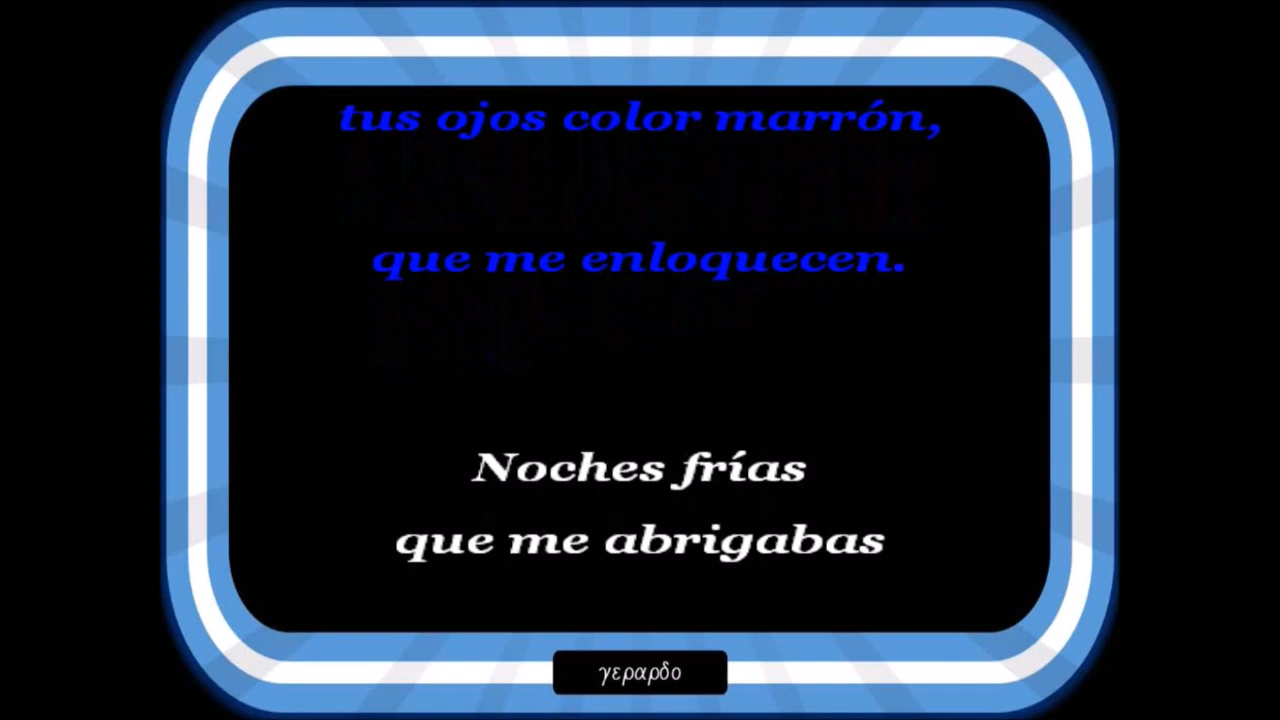 tus ojos color marrón,
que me enloquecen.
Noches frías
que me abrigabas
γεραρδο